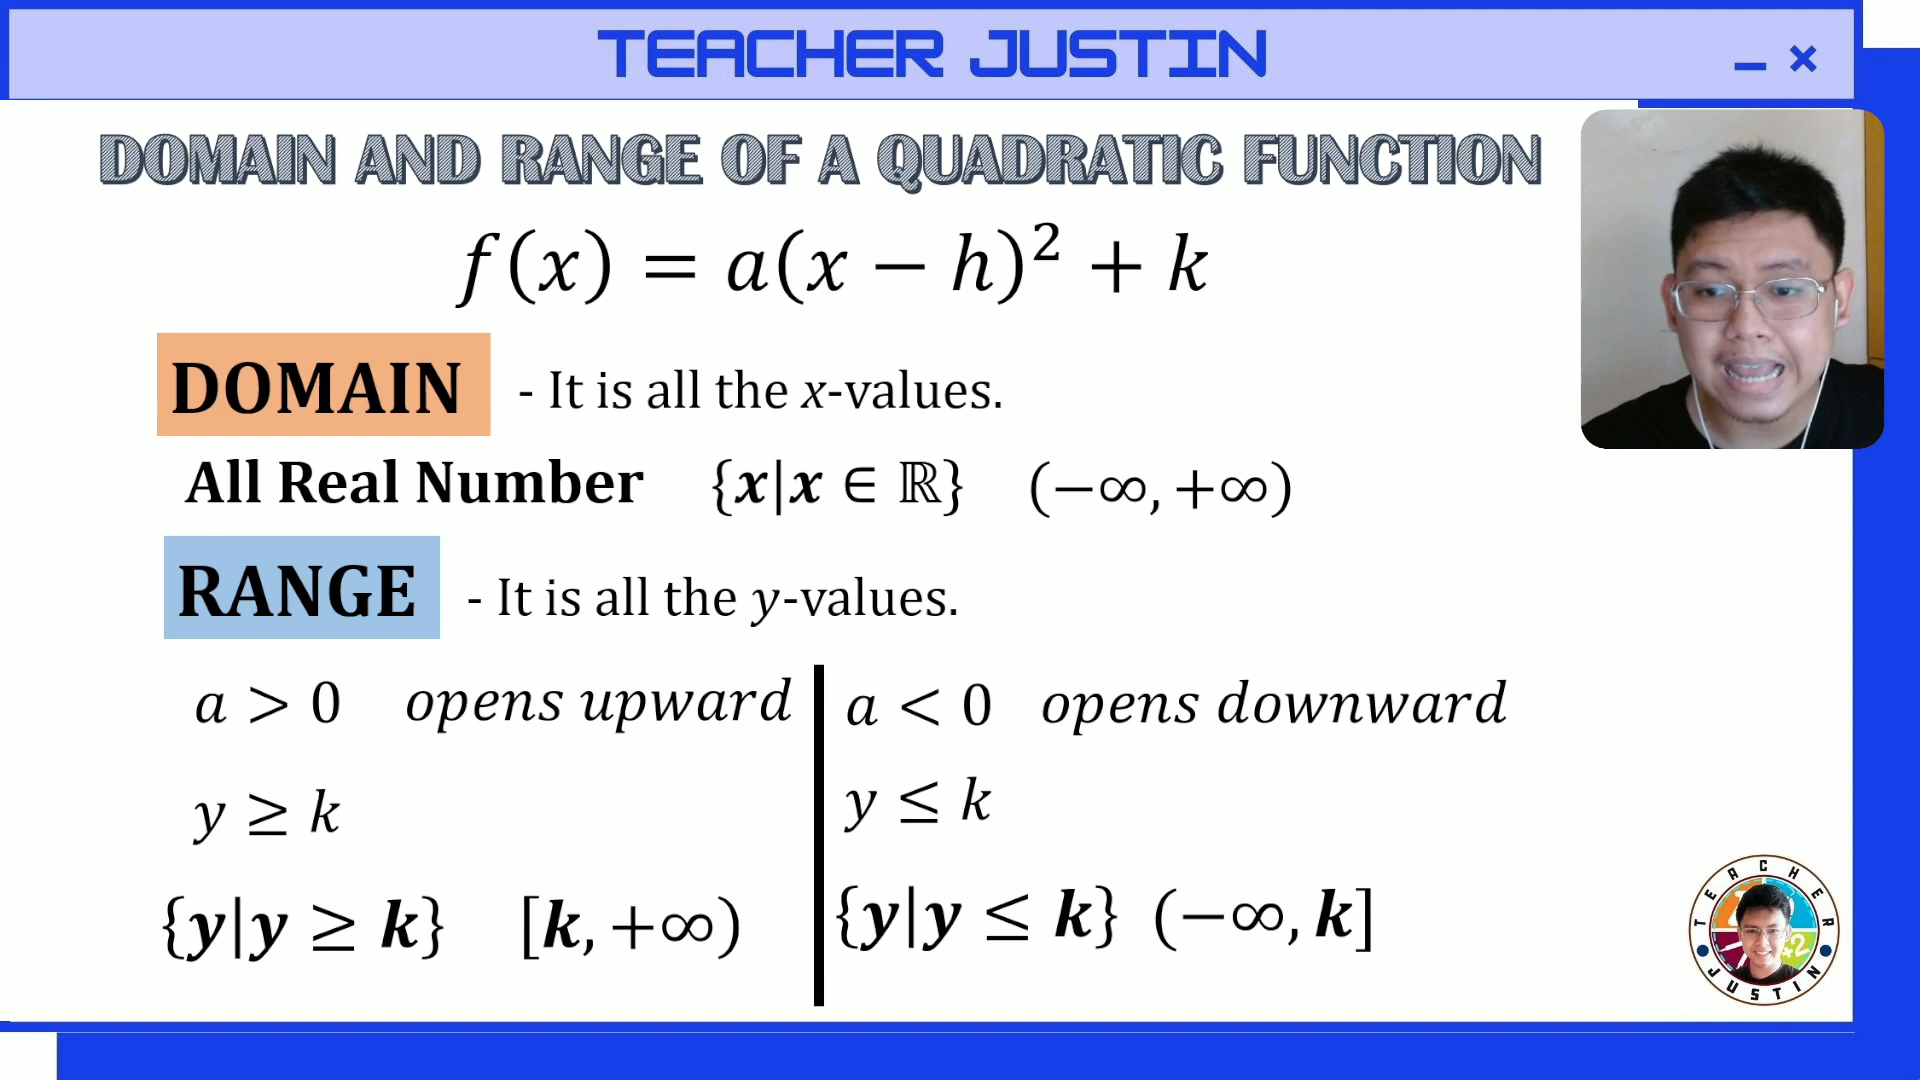 TEACHER JUSTIN
DOMAIN AND RANGE OF A QUADRATIC FUNCTION
f(x) = a(x − h)² + k
DOMAIN - It is all the x-values.
All Real Number {x|x ∈ ℝ} (−∞, +∞)
RANGE - It is all the y-values.
a > 0 opens upward
y ≥ k
{y|y ≥ k} [k, +∞)
a < 0 opens downward
y ≤ k
{y|y ≤ k} (−∞, k]
TEACHER
JUSTIN